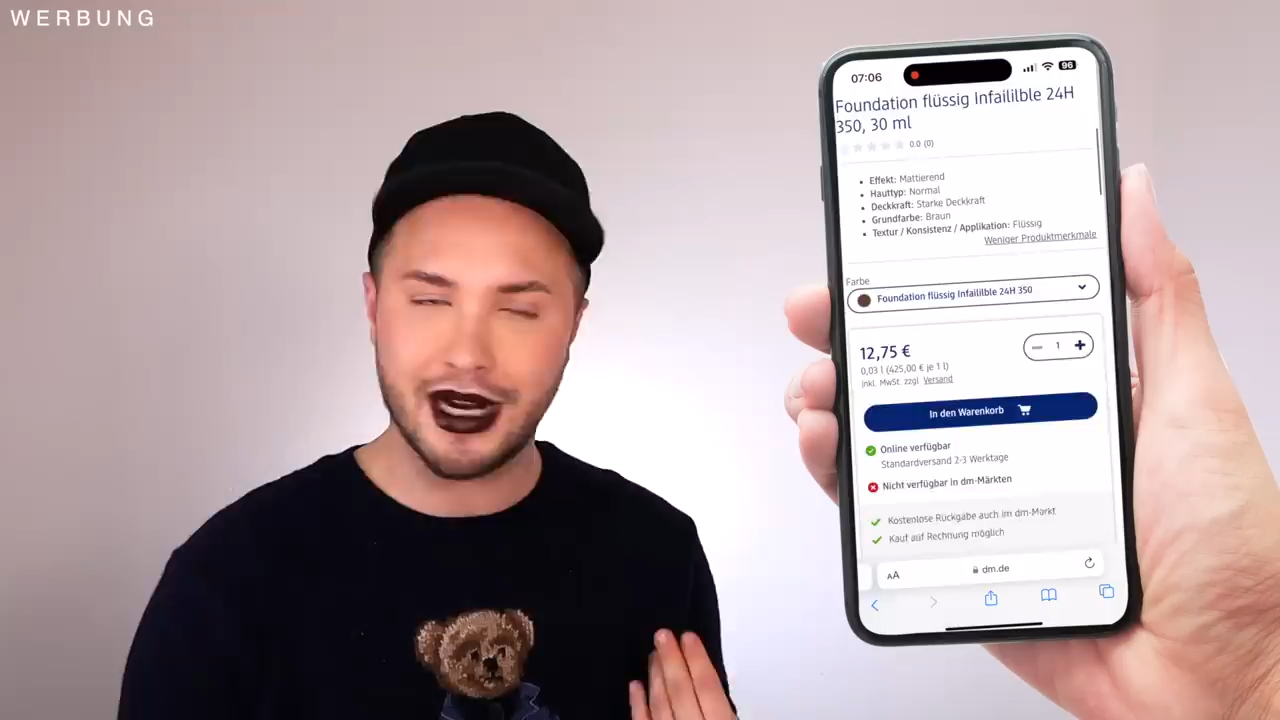 WERBUNG
07:06
96
Foundation flüssig Infaililble 24H
350, 30 ml
0.0 (0)
Effekt: Mattierend
Hauttyp: Normal
Deckkraft: Starke Deckkraft
Grundfarbe: Braun
Textur / Konsistenz / Applikation: Flüssig
Weniger Produktmerkmale
Farbe
Foundation flüssig Infaililble 24H 350
12,75 €
1
0,03 l (425,00 € je 1 l)
inkl. MwSt. zzgl. Versand
In den Warenkorb
Online verfügbar
Standardversand 2-3 Werktage
Nicht verfügbar in dm-Märkten
Kostenlose Rückgabe auch im dm-Markt
Kauf auf Rechnung möglich
AA
dm.de